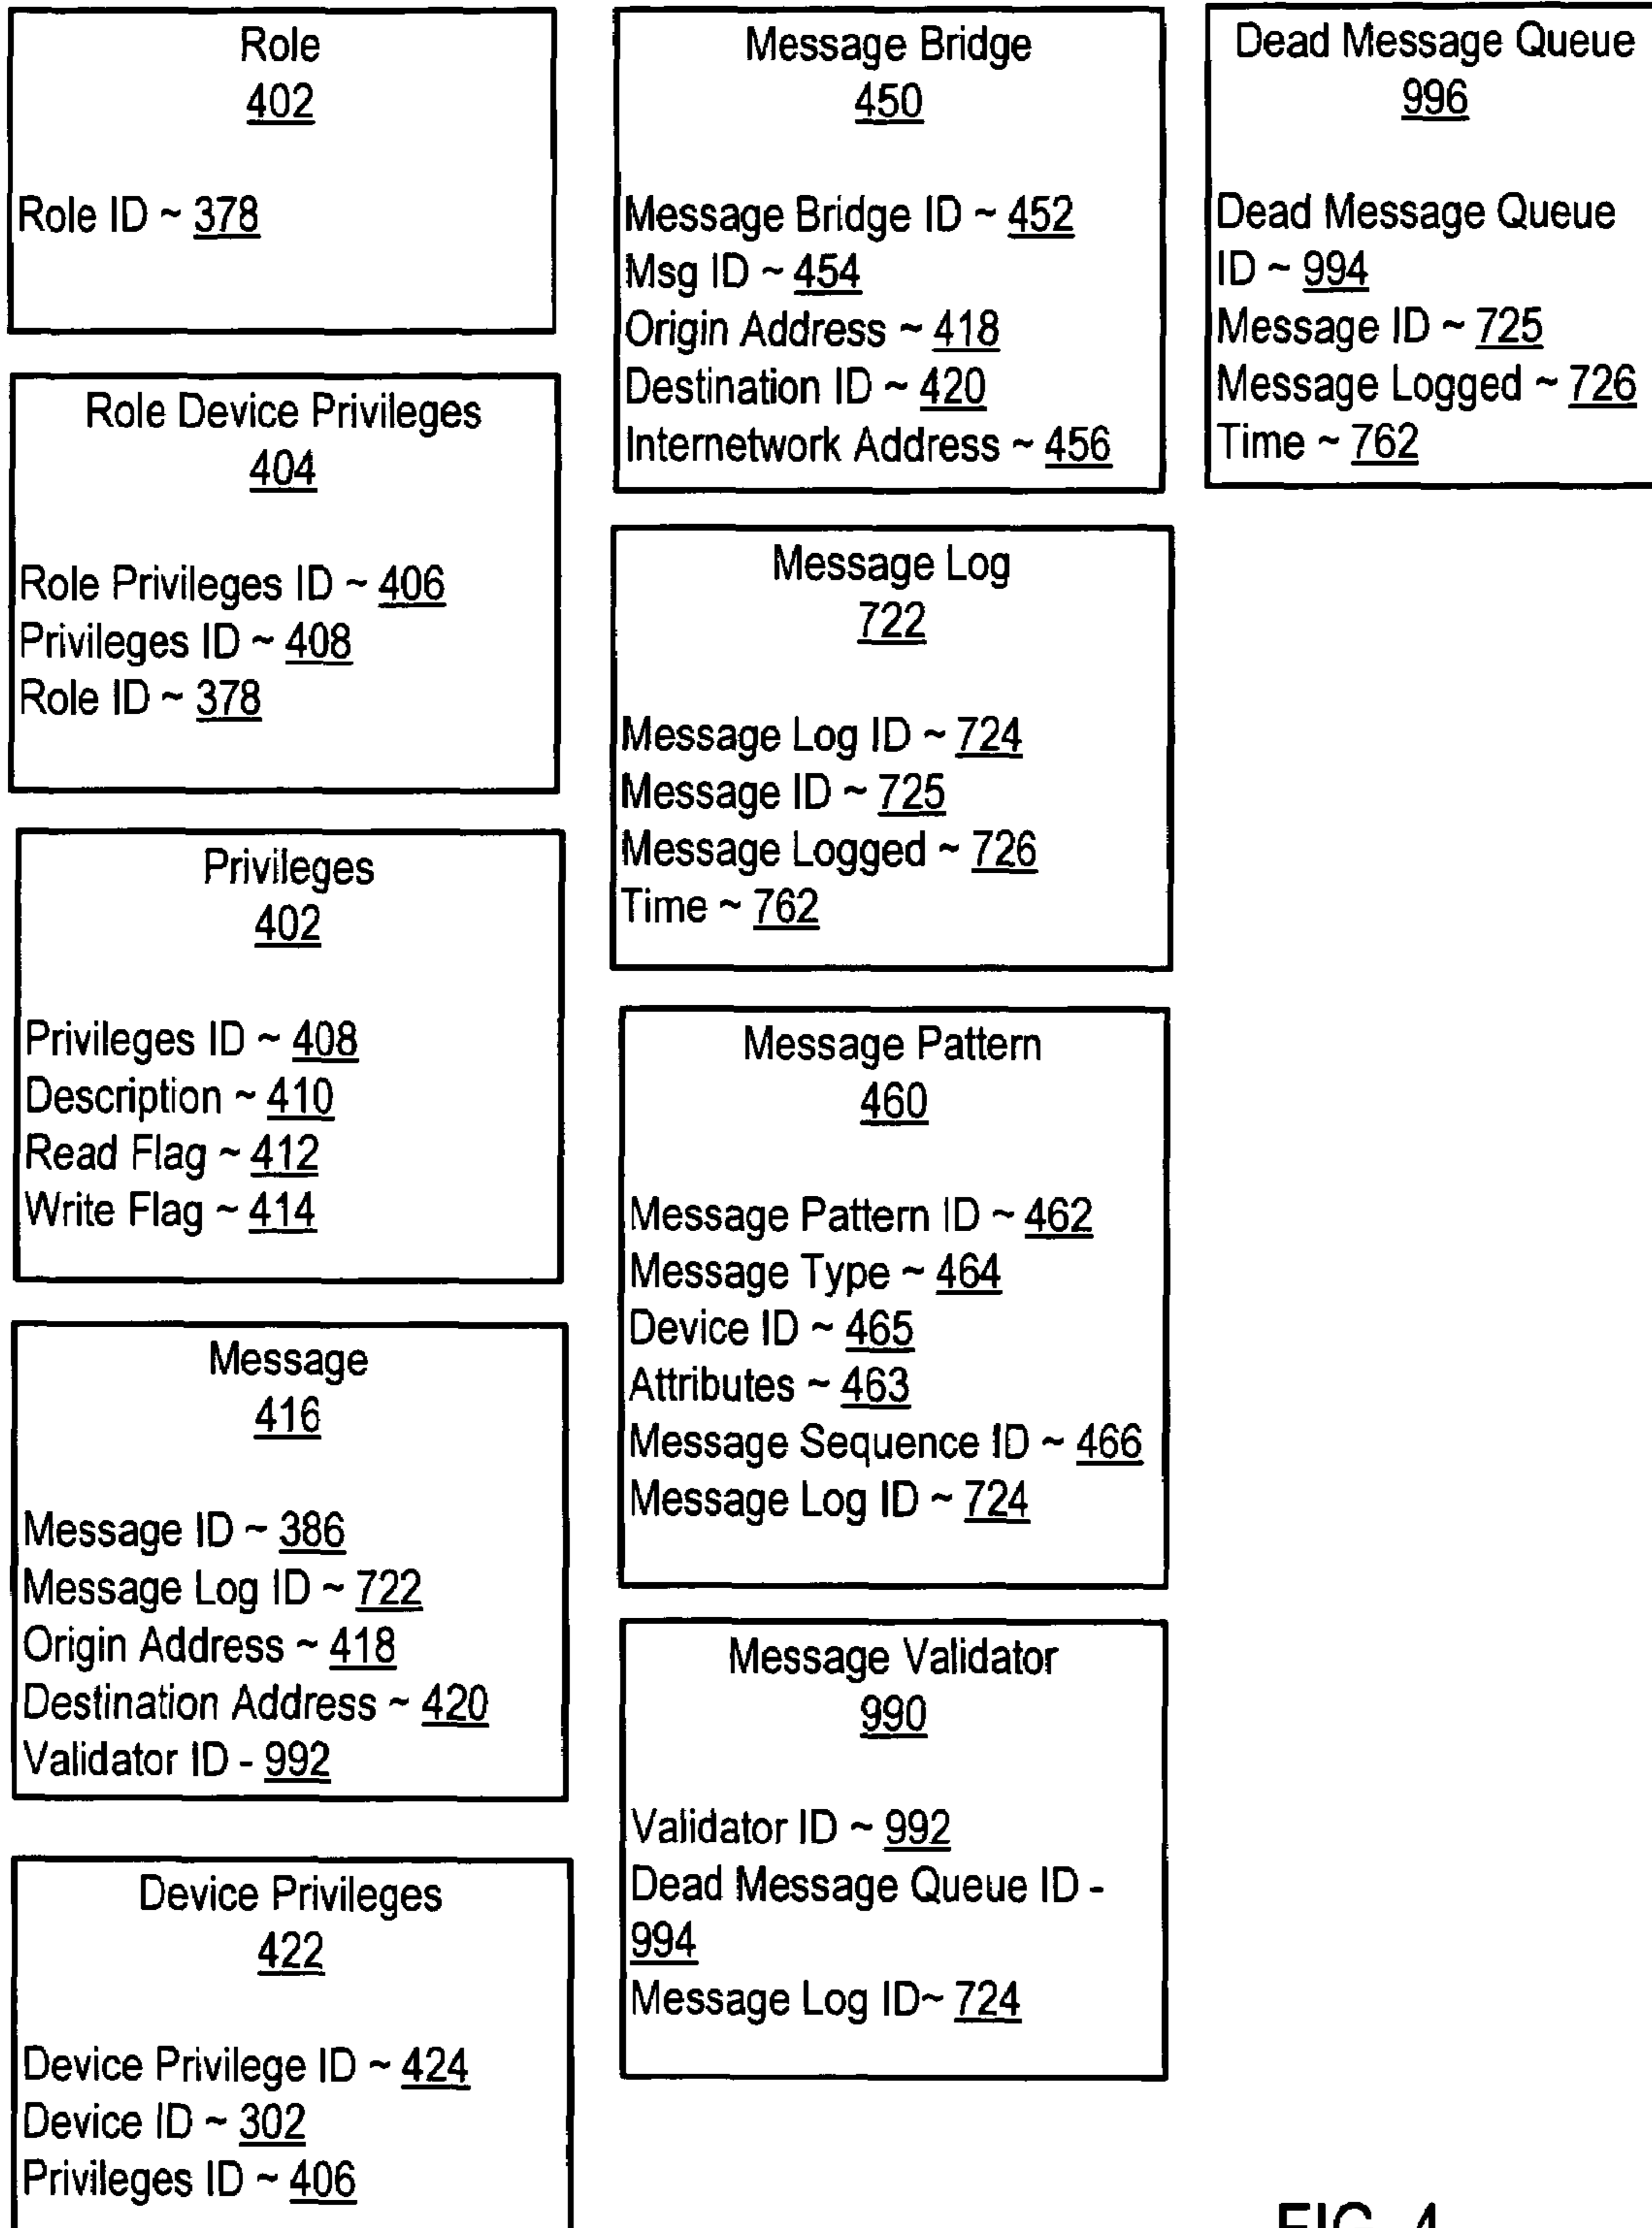 Role
402
Role ID ~ 378
Role Device Privileges
404
Role Privileges ID ~ 406
Privileges ID ~ 408
Role ID ~ 378
Privileges
402
Privileges ID ~ 408
Description ~ 410
Read Flag ~ 412
Write Flag ~ 414
Message
416
Message ID ~ 386
Message Log ID ~ 722
Origin Address ~ 418
Destination Address ~ 420
Validator ID - 992
Device Privileges
422
Device Privilege ID ~ 424
Device ID ~ 302
Privileges ID ~ 406
Message Bridge
450
Message Bridge ID ~ 452
Msg ID ~ 454
Origin Address ~ 418
Destination ID ~ 420
Internetwork Address ~ 456
Message Log
722
Message Log ID ~ 724
Message ID ~ 725
Message Logged ~ 726
Time ~ 762
Message Pattern
460
Message Pattern ID ~ 462
Message Type ~ 464
Device ID ~ 465
Attributes ~ 463
Message Sequence ID ~ 466
Message Log ID ~ 724
Message Validator
990
Validator ID ~ 992
Dead Message Queue ID -
994
Message Log ID~ 724
Dead Message Queue
996
Dead Message Queue
ID ~ 994
Message ID ~ 725
Message Logged ~ 726
Time ~ 762
FIG. 4